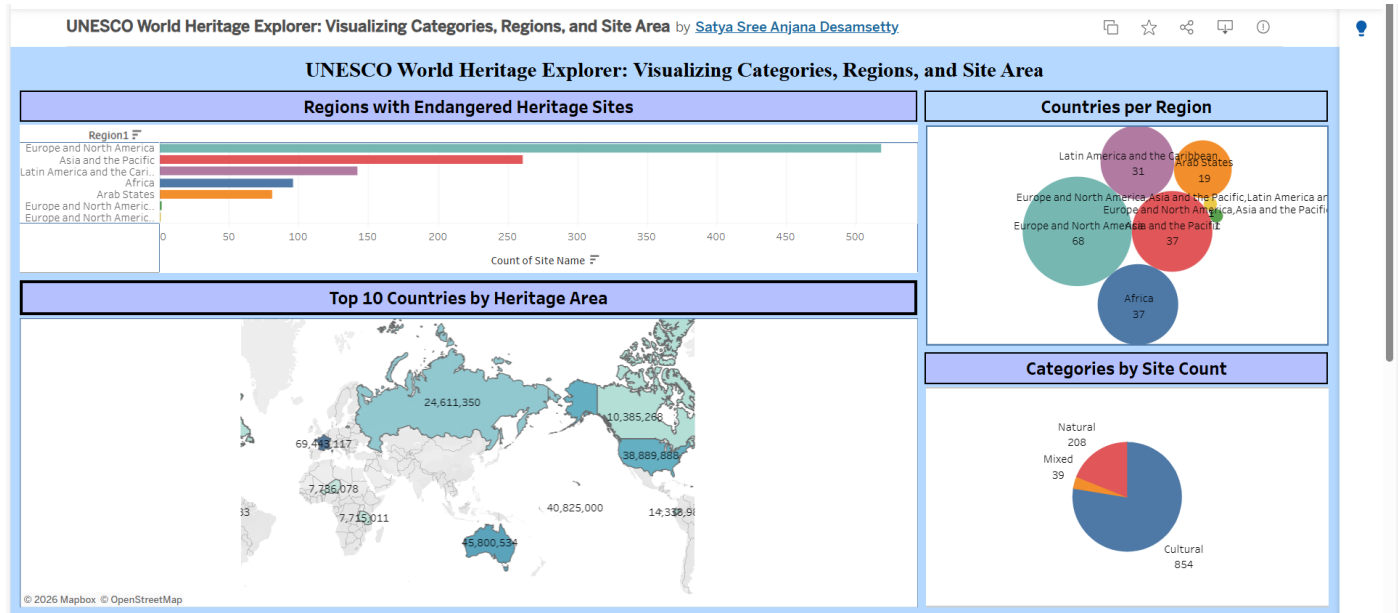 UNESCO World Heritage Explorer: Visualizing Categories, Regions, and Site Area by Satya Sree Anjana Desamsetty
UNESCO World Heritage Explorer: Visualizing Categories, Regions, and Site Area
Regions with Endangered Heritage Sites
Region1
Europe and North America
Asia and the Pacific
Latin America and the Cari..
Africa
Arab States
Europe and North Americ..
Europe and North Americ..
0 50 100 150 200 250 300 350 400 450 500
Count of Site Name
Top 10 Countries by Heritage Area
24,611,350
10,385,268
69,443,117
38,889,888
7,786,078
7,715,011
40,825,000
45,800,534
© 2026 Mapbox © OpenStreetMap
Countries per Region
Latin America and the Caribbean
31
Arab States
19
Europe and North America,Asia and the Pacific,Latin America an
Europe and North America,Asia and the Pacific
Europe and North America
68
Asia and the Pacific
37
Africa
37
Categories by Site Count
Natural
208
Mixed
39
Cultural
854